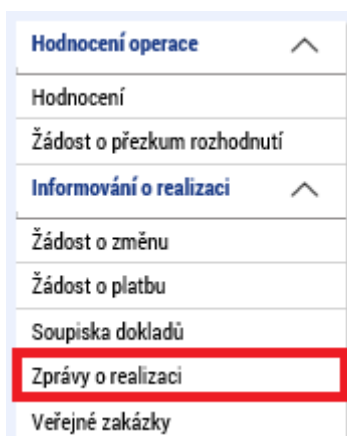 Hodnocení operace
Hodnocení
Žádost o přezkum rozhodnutí
Informování o realizaci
Žádost o změnu
Žádost o platbu
Soupiska dokladů
Zprávy o realizaci
Veřejné zakázky